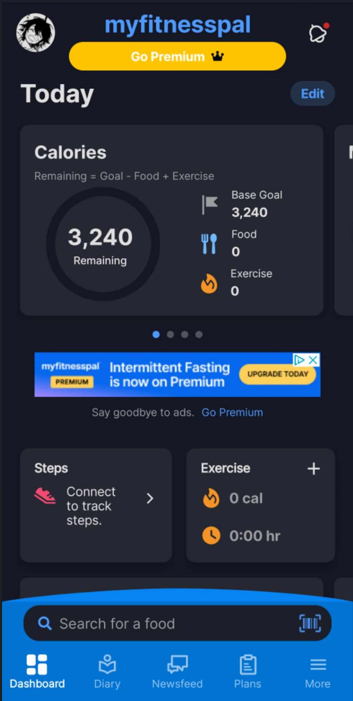 myfitnesspal
Go Premium
Today
Edit
Calories
Remaining = Goal - Food + Exercise
3,240
Remaining
Base Goal
3,240
Food
0
Exercise
0
myfitnesspal
PREMIUM
Intermittent Fasting
is now on Premium
UPGRADE TODAY
Say goodbye to ads. Go Premium
Steps
Connect
to track
steps.
Exercise
0 cal
0:00 hr
Search for a food
Dashboard
Diary
Newsfeed
Plans
More